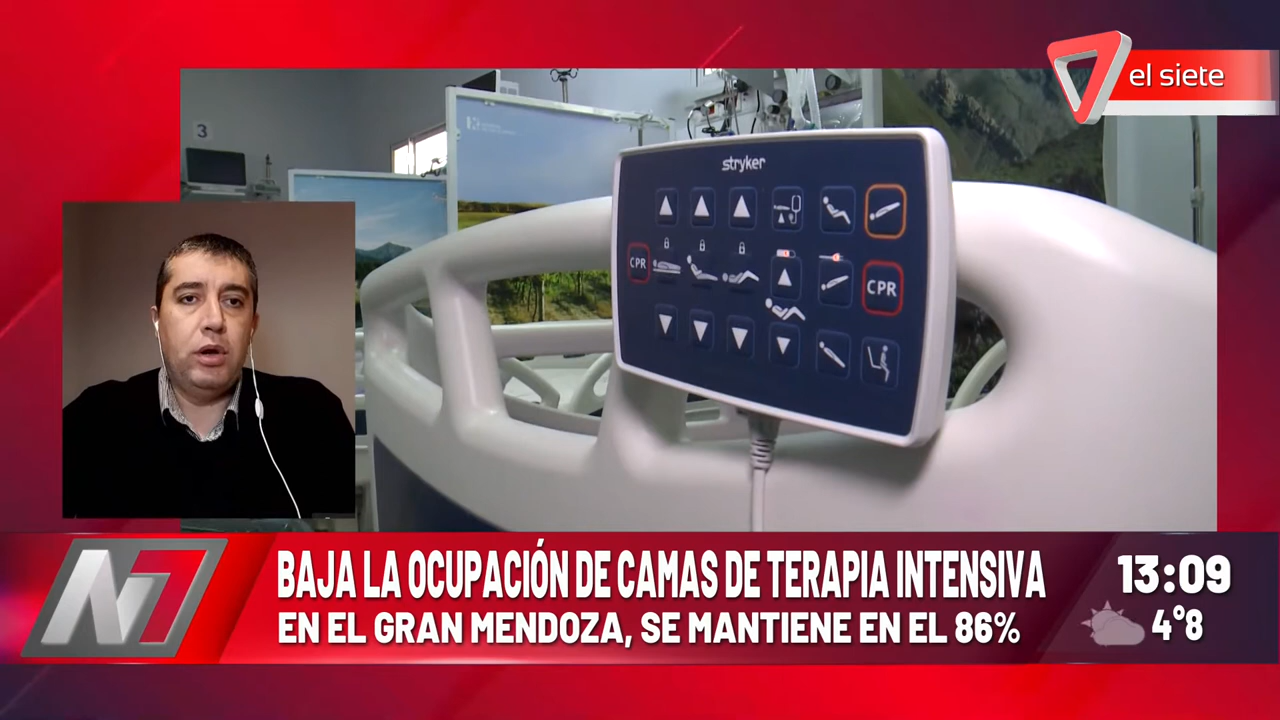 el siete
3
stryker
CPR
CPR
N7
BAJA LA OCUPACIÓN DE CAMAS DE TERAPIA INTENSIVA
EN EL GRAN MENDOZA, SE MANTIENE EN EL 86%
13:09
4°8